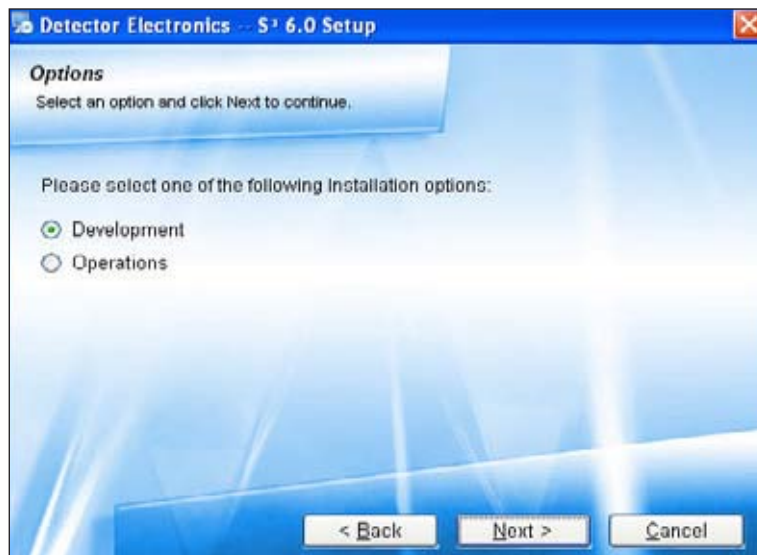 Detector Electronics -- S³ 6.0 Setup
Options
Select an option and click Next to continue.
Please select one of the following Installation options:
Development
Operations
< Back
Next >
Cancel